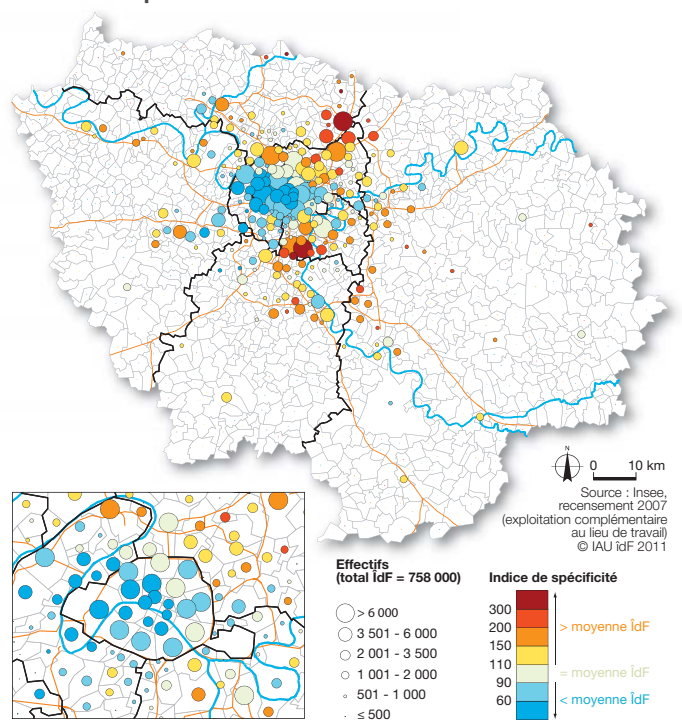 N
0 10 km
Source : Insee,
recensement 2007
(exploitation complémentaire
au lieu de travail)
© IAU îdF 2011
Effectifs
(total ÎdF = 758 000)
> 6 000
3 501 - 6 000
2 001 - 3 500
1 001 - 2 000
501 - 1 000
≤ 500
Indice de spécificité
300
200
150
110
90
60
> moyenne ÎdF
= moyenne ÎdF
< moyenne ÎdF